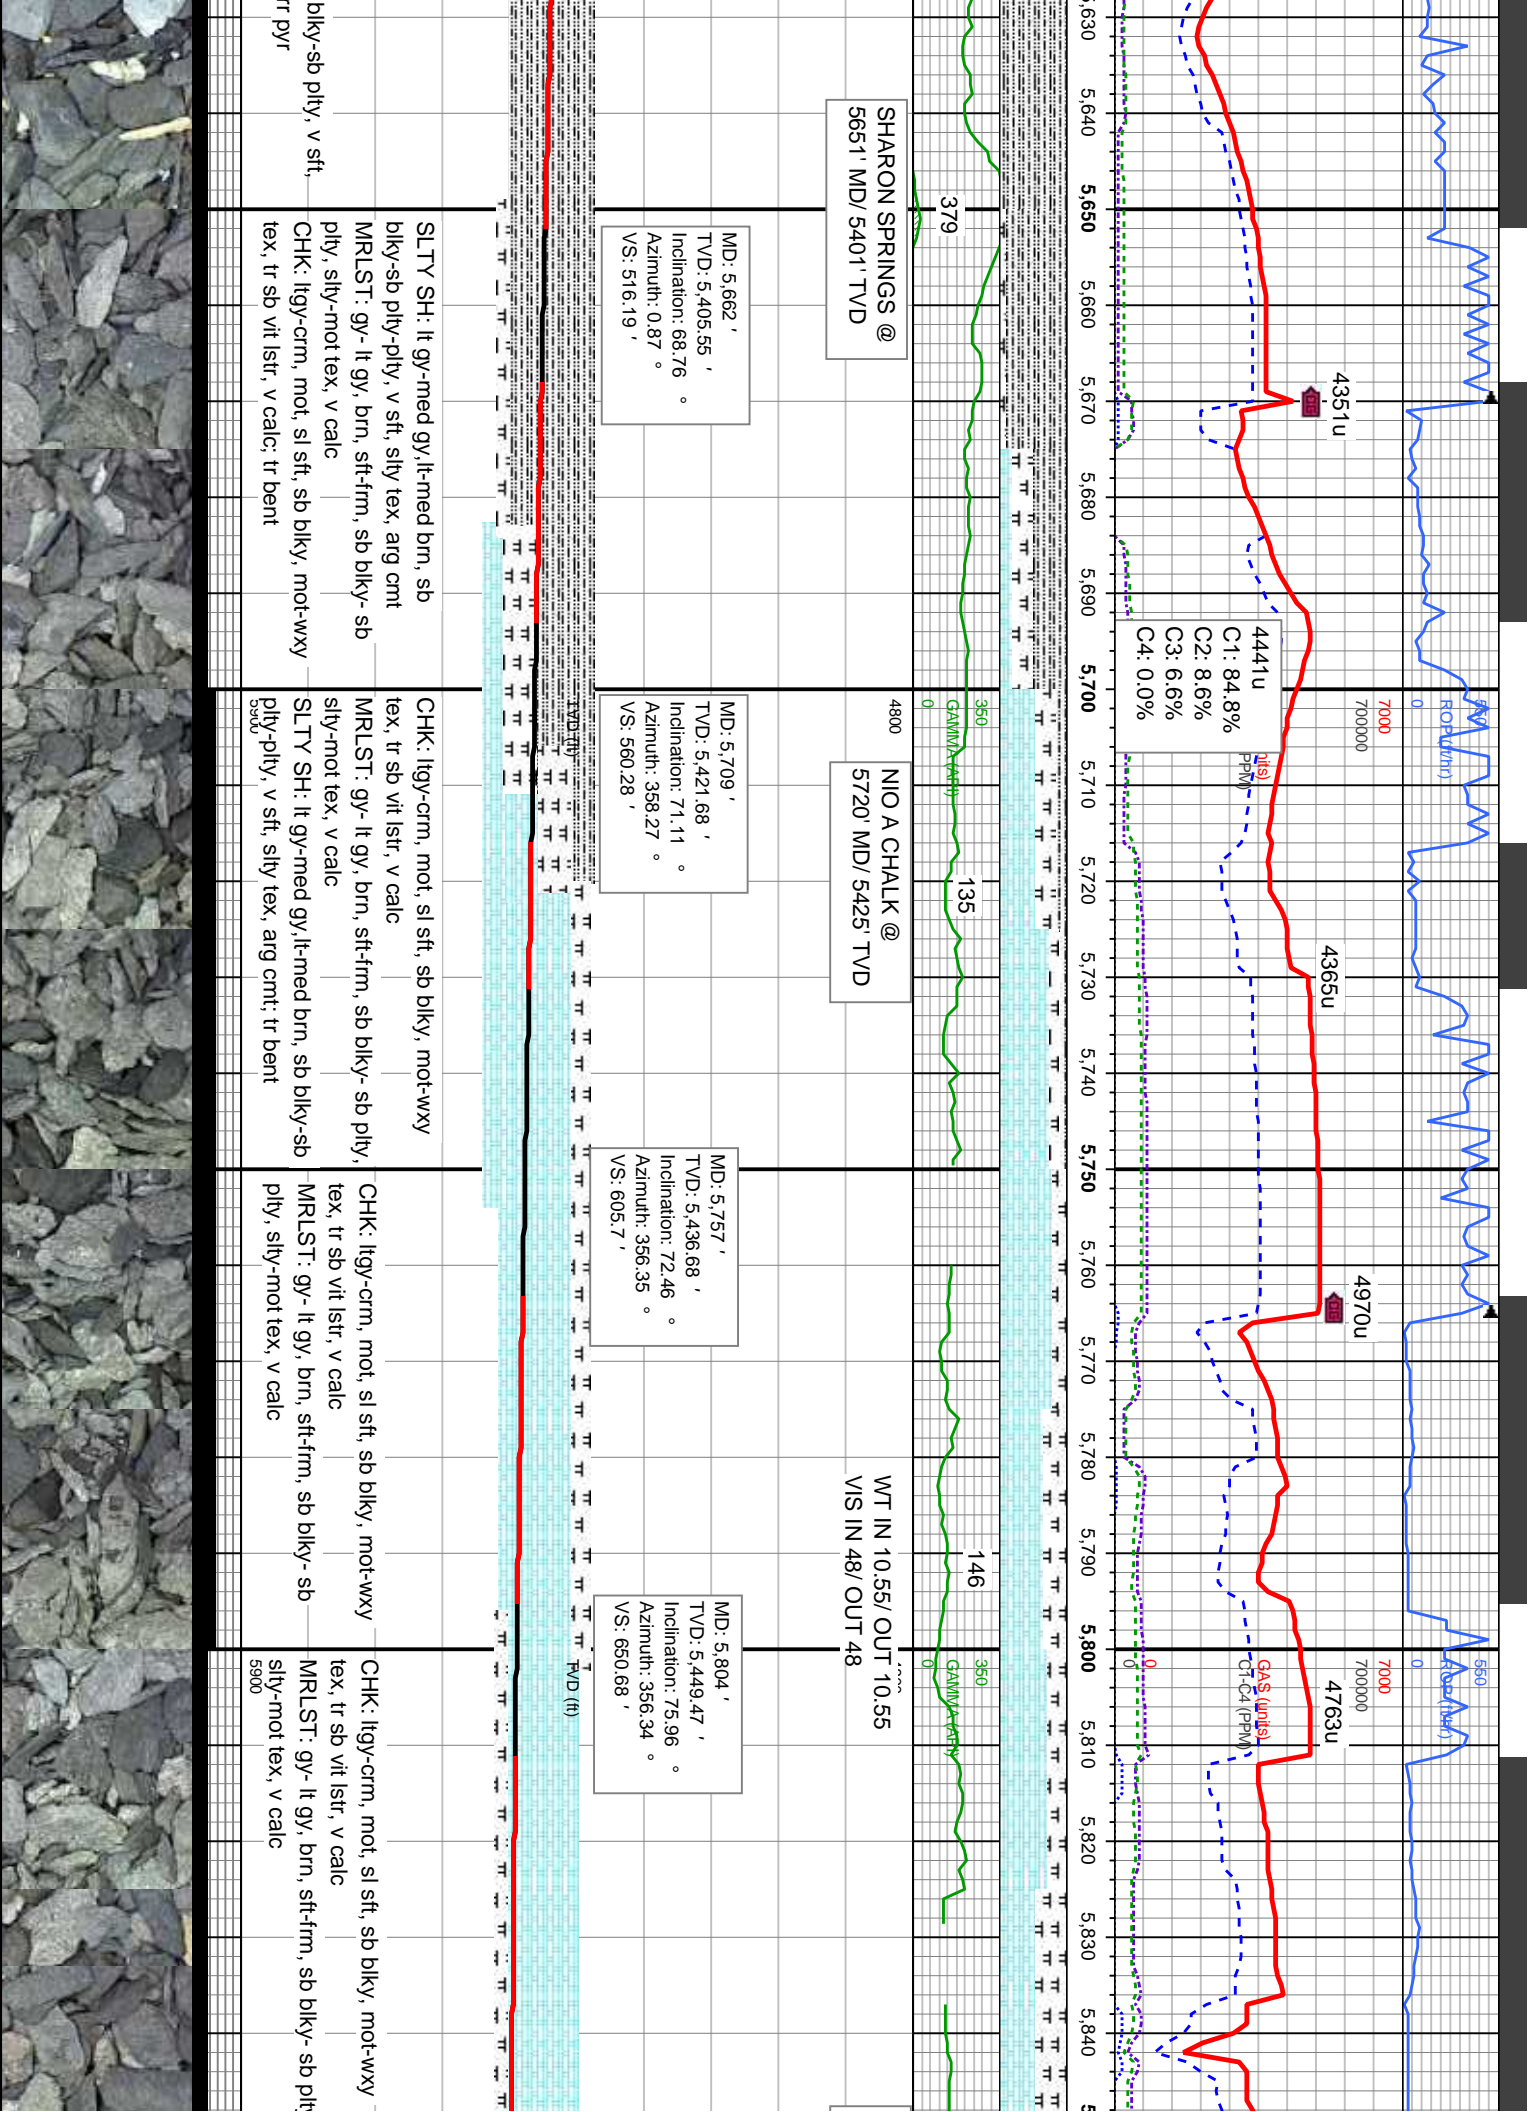 blky-sb plty, v sft,
rr pyr
SLTY SH: lt gy-med gy,lt-med brn, sb
blky-sb plty-plty, v sft, slty tex, arg cmt
MRLST: gy- lt gy, brn, sft-frm, sb blky- sb
plty, slty-mot tex, v calc
CHK: ltgy-crm, mot, sl sft, sb blky, mot-wxy
tex, tr sb vit lstr, v calc; tr bent
CHK: ltgy-crm, mot, sl sft, sb blky, mot-wxy
tex, tr sb vit lstr, v calc
MRLST: gy- lt gy, brn, sft-frm, sb blky- sb plty,
slty-mot tex, v calc
SLTY SH: lt gy-med gy,lt-med brn, sb blky-sb
plty-plty, v sft, slty tex, arg cmt; tr bent
5900
CHK: ltgy-crm, mot, sl sft, sb blky, mot-wxy
tex, tr sb vit lstr, v calc
MRLST: gy- lt gy, brn, sft-frm, sb blky- sb
plty, slty-mot tex, v calc
CHK: ltgy-crm, mot, sl sft, sb blky, mot-wxy
tex, tr sb vit lstr, v calc
MRLST: gy- lt gy, brn, sft-frm, sb blky- sb plty,
slty-mot tex, v calc
5900
TVD (ft)
TVD (ft)
MD: 5,662 '
TVD: 5,405.55 '
Inclination: 68.76 °
Azimuth: 0.87 °
VS: 516.19 '
MD: 5,709 '
TVD: 5,421.68 '
Inclination: 71.11 °
Azimuth: 358.27 °
VS: 560.28 '
MD: 5,757 '
TVD: 5,436.68 '
Inclination: 72.46 °
Azimuth: 356.35 °
VS: 605.7 '
MD: 5,804 '
TVD: 5,449.47 '
Inclination: 75.96 °
Azimuth: 356.34 °
VS: 650.68 '
SHARON SPRINGS @
5651' MD/ 5401' TVD
NIO A CHALK @
5720' MD/ 5425' TVD
WT IN 10.55/ OUT 10.55
VIS IN 48/ OUT 48
4800
379
135
146
350
GAMMA (API)
0
350
GAMMA (API)
0
5,630
5,640
5,650
5,660
5,670
5,680
5,690
5,700
5,710
5,720
5,730
5,740
5,750
5,760
5,770
5,780
5,790
5,800
5,810
5,820
5,830
5,840
4351u
4441u
C1: 84.8%
C2: 8.6%
C3: 6.6%
C4: 0.0%
4365u
4970u
4763u
ROP (ft/hr)
0
7000
700000
550
ROP (ft/hr)
0
7000
700000
GAS (units)
C1-C4 (PPM)
0
0